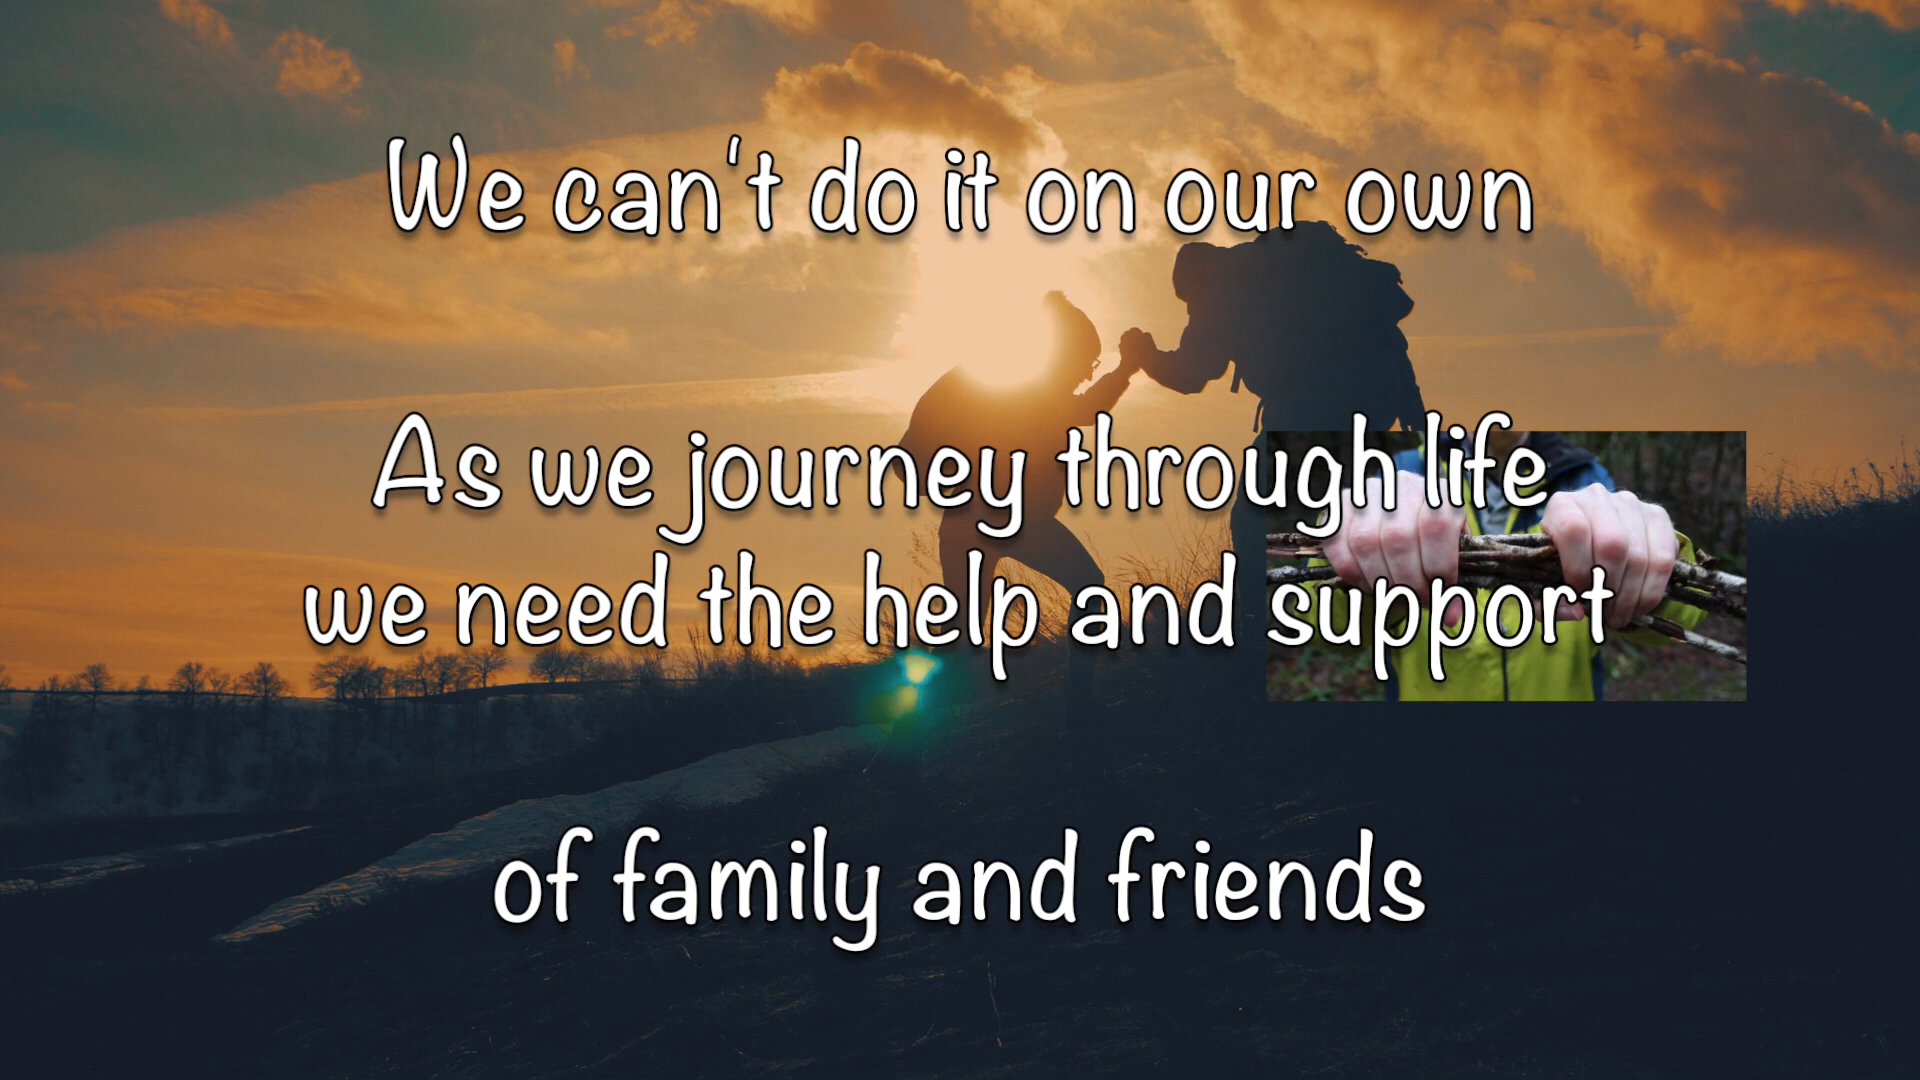 We can't do it on our own
As we journey through life
we need the help and support
of family and friends